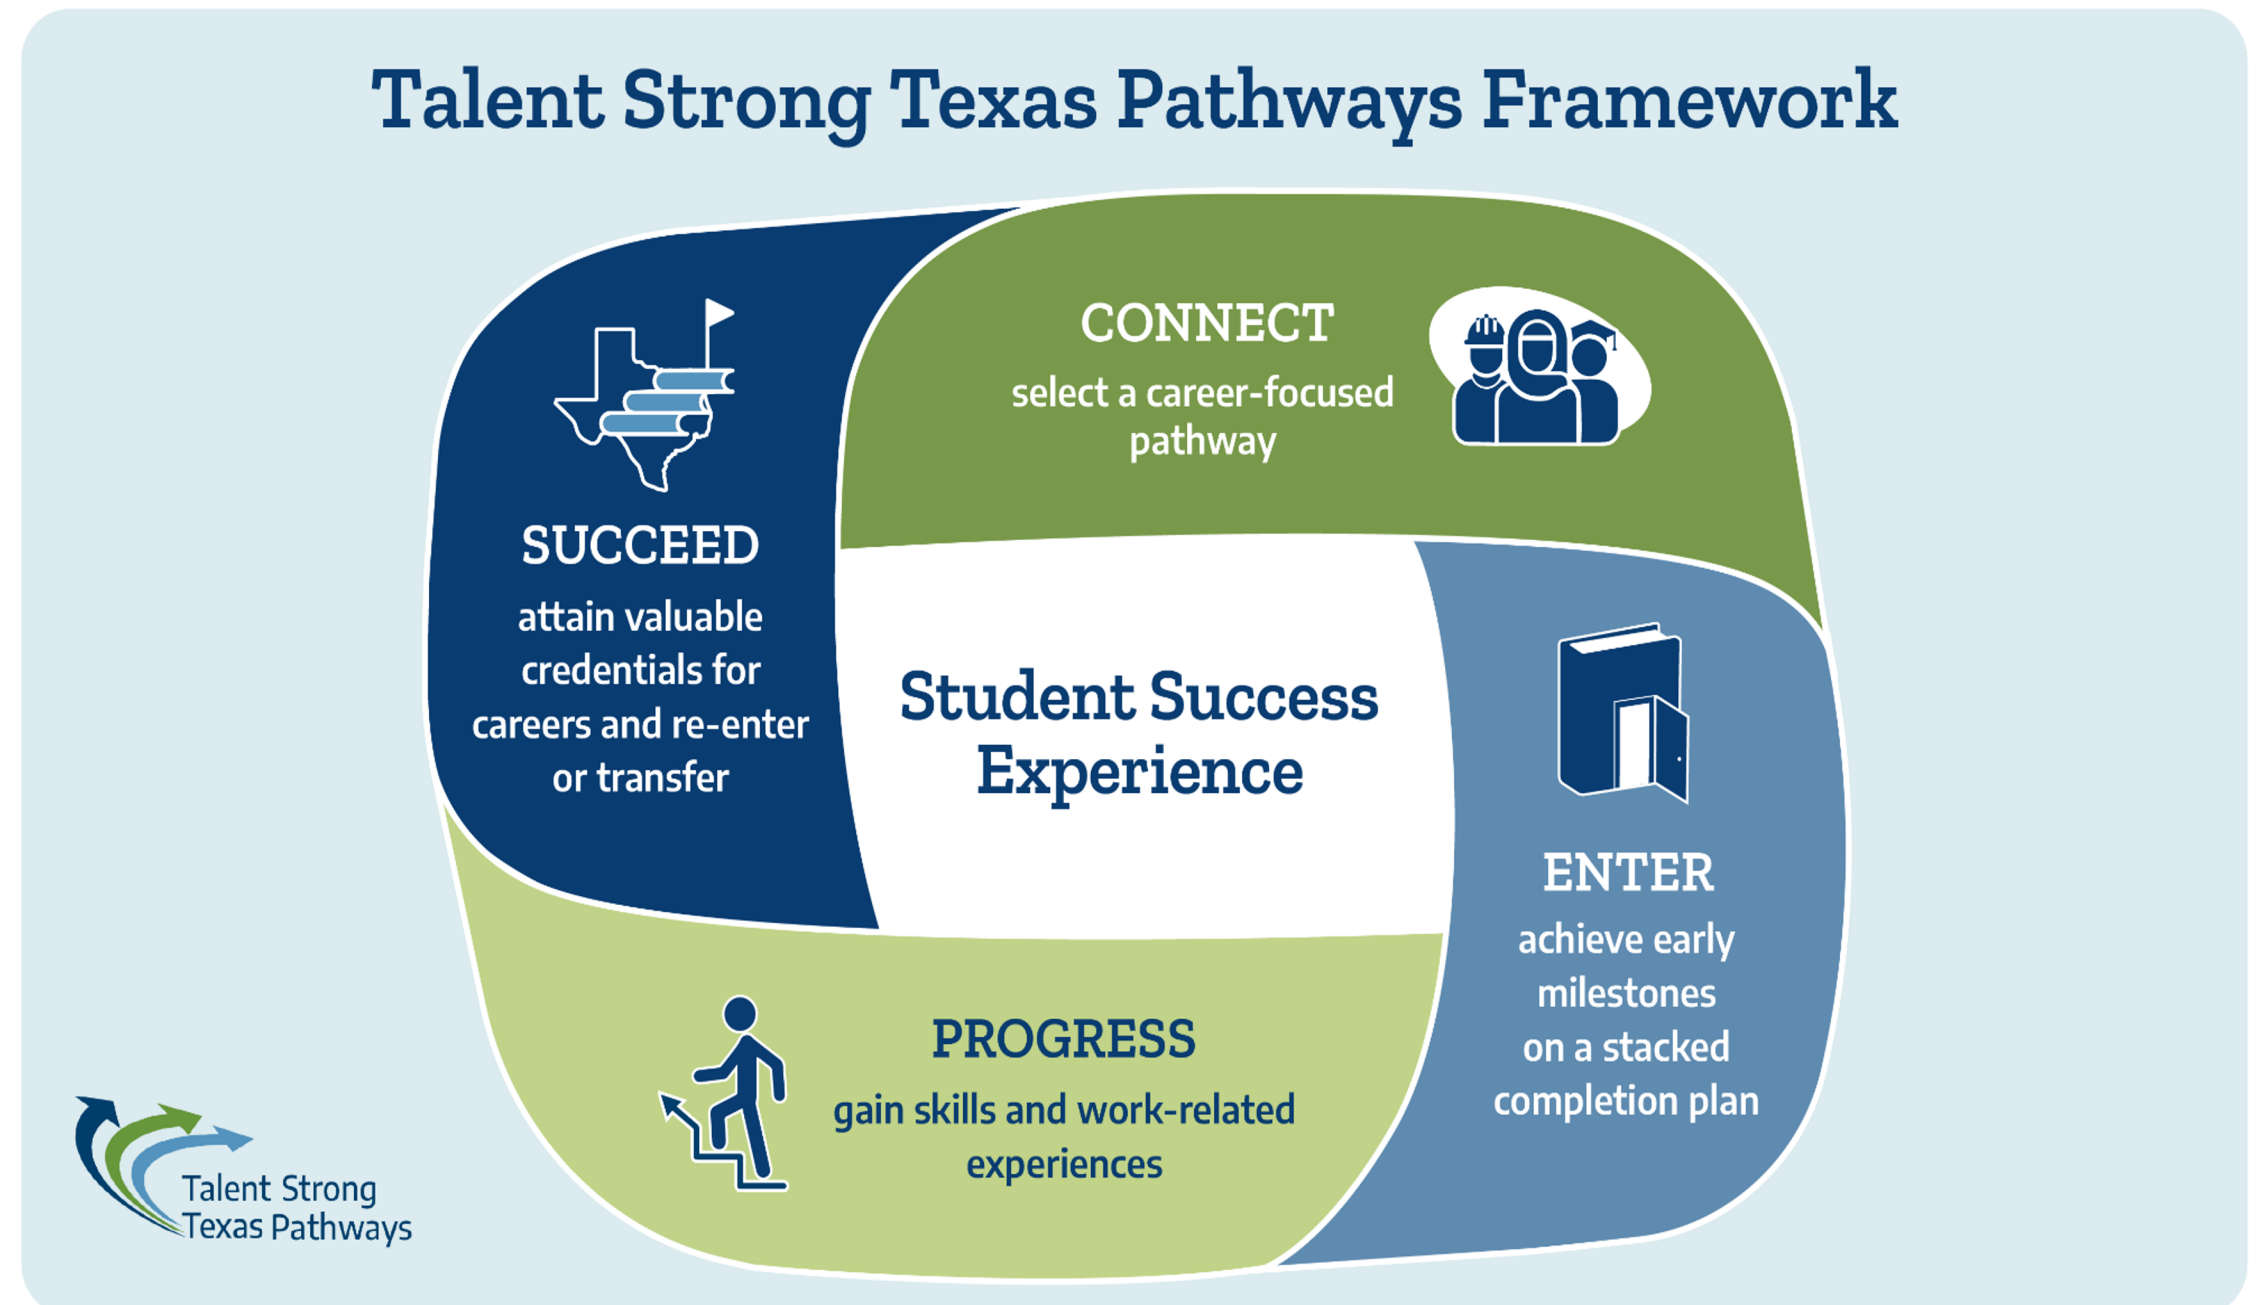 Talent Strong Texas Pathways Framework
CONNECT
select a career-focused
pathway
ENTER
achieve early
milestones
on a stacked
completion plan
PROGRESS
gain skills and work-related
experiences
SUCCEED
attain valuable
credentials for
careers and re-enter
or transfer
Student Success
Experience
Talent Strong
Texas Pathways